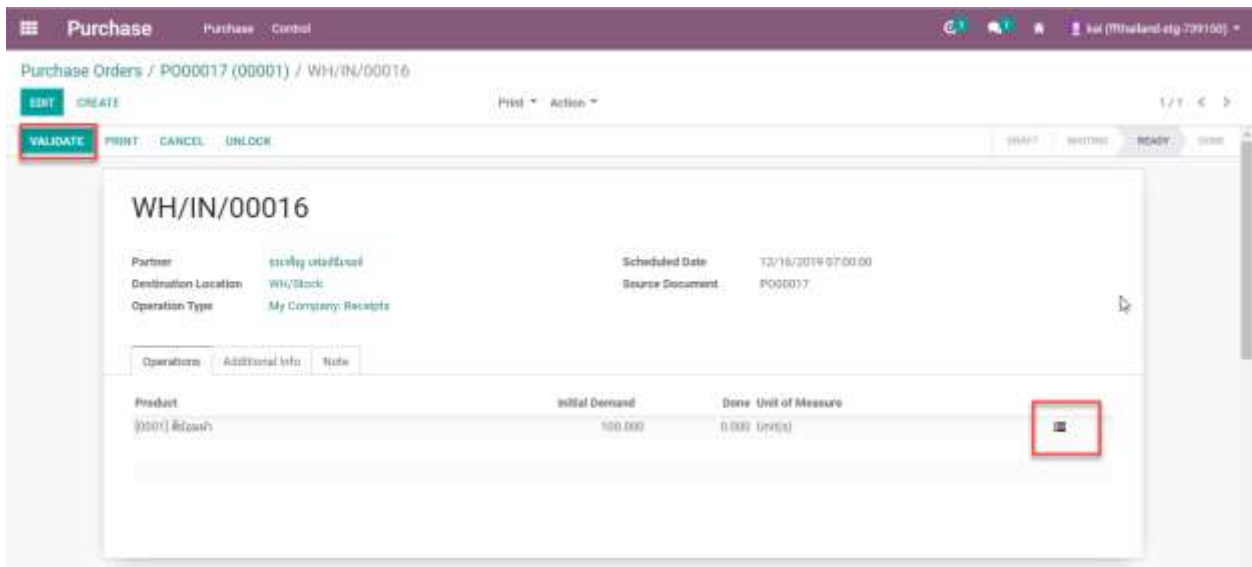 Purchase Purchase Control
Purchase Orders / PO00017 (00001) / WH/IN/00016
EDIT CREATE Print Action 1 / 1
VALIDATE PRINT CANCEL UNLOCK DRAFT WAITING READY DONE
WH/IN/00016
Partner Scheduled Date 12/16/2019 07:00:00
Destination Location WH/Stock Source Document PO00017
Operation Type My Company: Receipts
Operations Additional Info Note
Product Initial Demand Done Unit of Measure
[0001] 100.000 0.000 Unit(s)